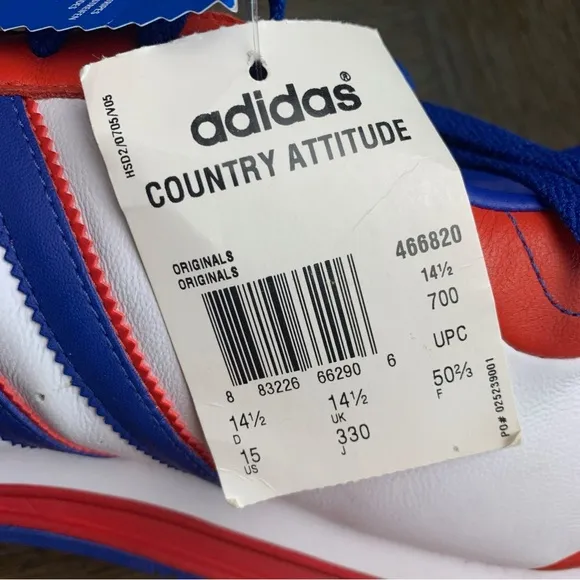 adidas®
COUNTRY ATTITUDE
HSD2/0705/V05
ORIGINALS
ORIGINALS
466820
14½
700
UPC
8 83226 66290 6
14½
D
14½
UK
50⅔
F
15
US
330
J
PO# 025239001